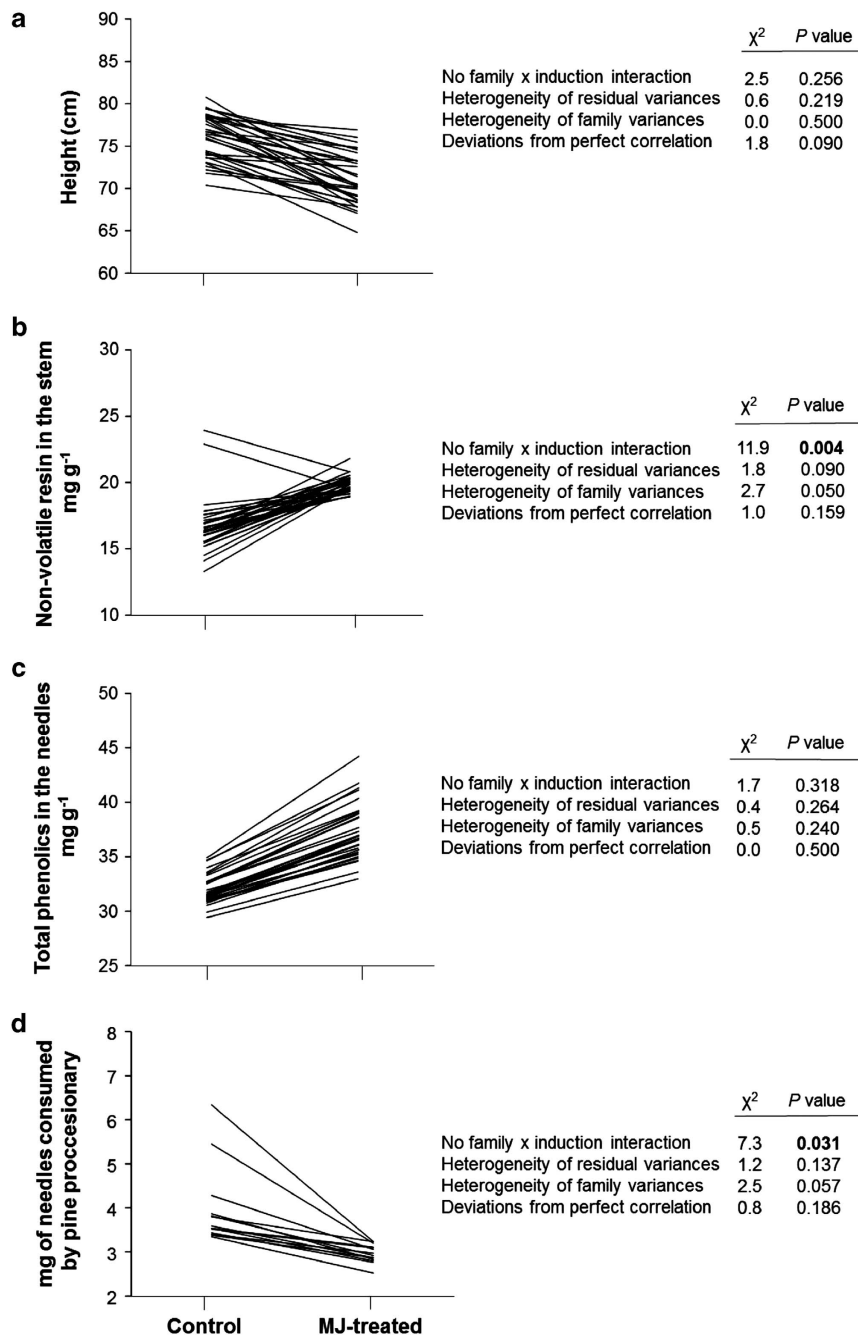 a
Height (cm)
90
85
80
75
70
65
60
χ² P value
No family x induction interaction 2.5 0.256
Heterogeneity of residual variances 0.6 0.219
Heterogeneity of family variances 0.0 0.500
Deviations from perfect correlation 1.8 0.090
b
Non-volatile resin in the stem
mg g⁻¹
30
25
20
15
10
χ² P value
No family x induction interaction 11.9 0.004
Heterogeneity of residual variances 1.8 0.090
Heterogeneity of family variances 2.7 0.050
Deviations from perfect correlation 1.0 0.159
c
Total phenolics in the needles
mg g⁻¹
50
45
40
35
30
25
χ² P value
No family x induction interaction 1.7 0.318
Heterogeneity of residual variances 0.4 0.264
Heterogeneity of family variances 0.5 0.240
Deviations from perfect correlation 0.0 0.500
d
mg of needles consumed
by pine proccesionary
8
7
6
5
4
3
2
χ² P value
No family x induction interaction 7.3 0.031
Heterogeneity of residual variances 1.2 0.137
Heterogeneity of family variances 2.5 0.057
Deviations from perfect correlation 0.8 0.186
Control MJ-treated